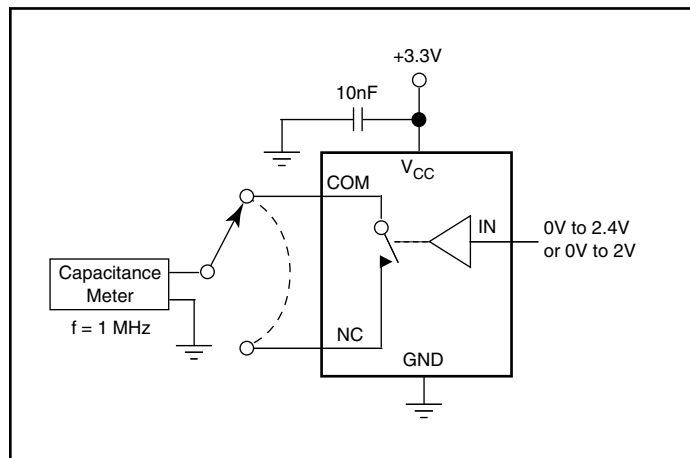 +3.3V
10nF
VCC
COM
IN
0V to 2.4V
or 0V to 2V
Capacitance
Meter
f = 1 MHz
NC
GND